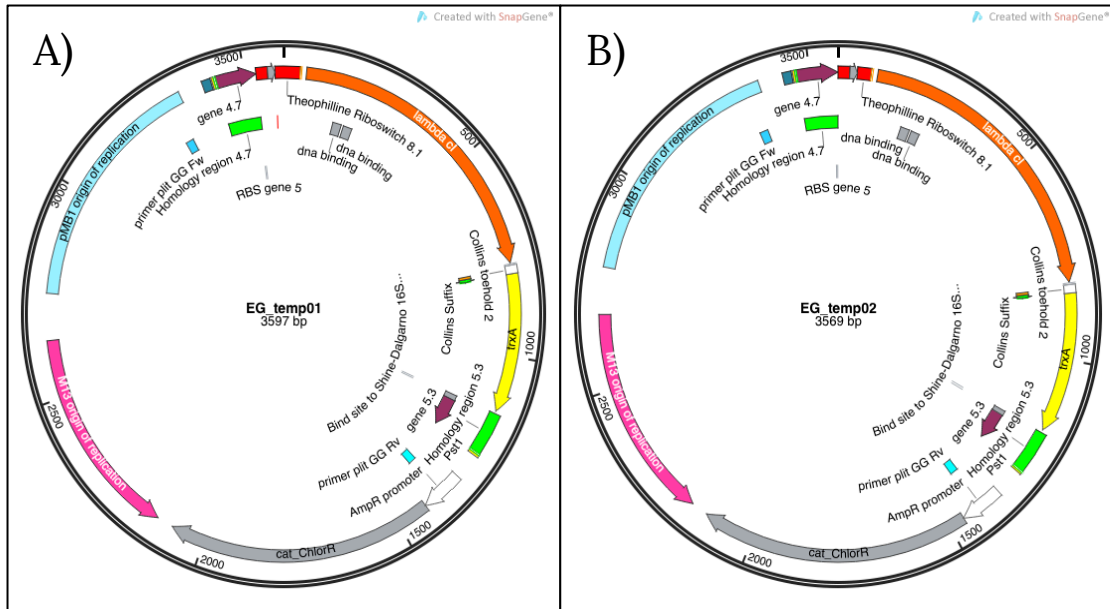 Created with SnapGene®
A)
3500
500
1000
1500
2000
2500
3000
gene 4.7
Theophilline Riboswitch 8.1
lambda cI
dna binding
dna binding
primer plit GG Fw
Homology region 4.7
RBS gene 5
pMB1 origin of replication
Collins toehold 2
Collins Suffix
trxA
EG_temp01
3597 bp
Bind site to Shine-Dalgarno 16S...
gene 5.3
Homology region 5.3
Pst1
primer plit GG Rv
AmpR promoter
cat_ChlorR
M13 origin of replication
Created with SnapGene®
B)
3500
500
1000
1500
2000
2500
3000
gene 4.7
Theophilline Riboswitch 8.1
lambda cI
dna binding
dna binding
primer plit GG Fw
Homology region 4.7
RBS gene 5
pMB1 origin of replication
Collins toehold 2
Collins Suffix
trxA
EG_temp02
3569 bp
Bind site to Shine-Dalgarno 16S...
gene 5.3
Homology region 5.3
Pst1
primer plit GG Rv
AmpR promoter
cat_ChlorR
M13 origin of replication